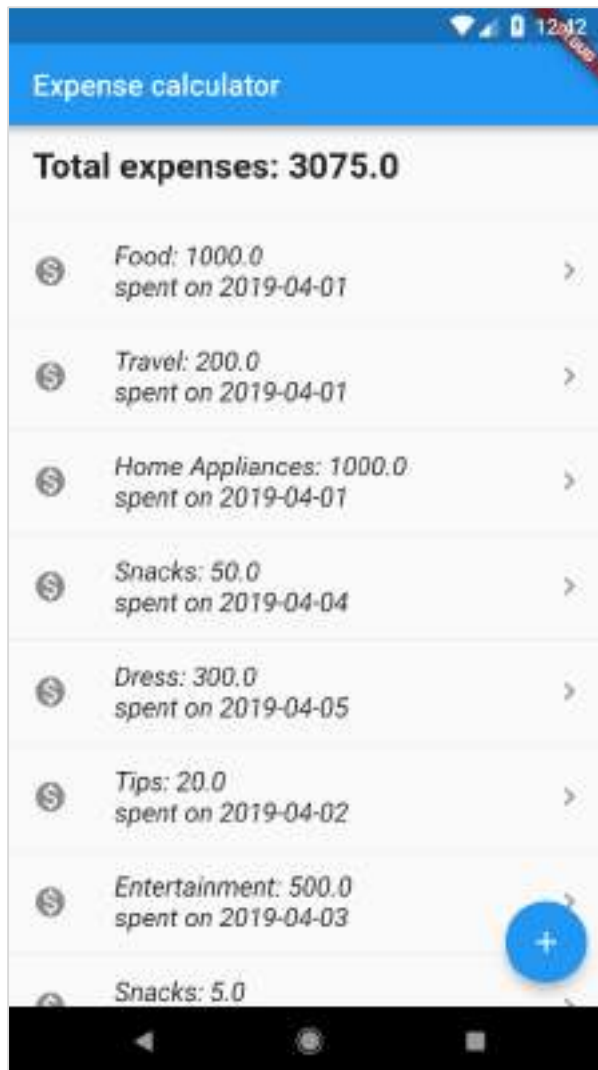 12:42
Expense calculator
Total expenses: 3075.0
Food: 1000.0
spent on 2019-04-01
Travel: 200.0
spent on 2019-04-01
Home Appliances: 1000.0
spent on 2019-04-01
Snacks: 50.0
spent on 2019-04-04
Dress: 300.0
spent on 2019-04-05
Tips: 20.0
spent on 2019-04-02
Entertainment: 500.0
spent on 2019-04-03
+
Snacks: 5.0